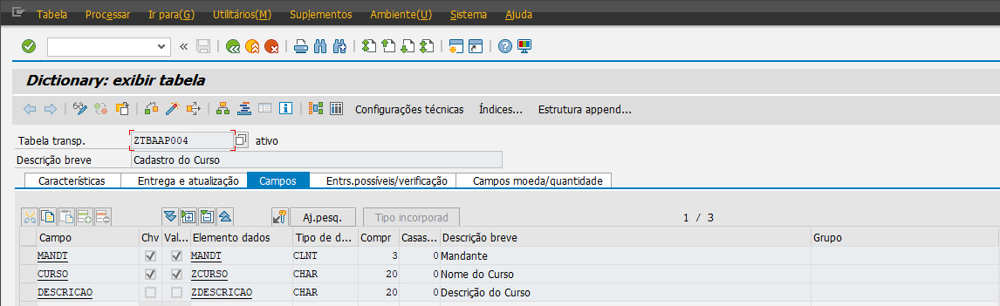 Tabela Processar Ir para(G) Utilitários(M) Suplementos Ambiente(U) Sistema Ajuda
Dictionary: exibir tabela
Configurações técnicas Índices... Estrutura append...
Tabela transp. ZTBAAP004 ativo
Descrição breve Cadastro do Curso
Características Entrega e atualização Campos Entrs.possíveis/verificação Campos moeda/quantidade
Aj.pesq. Tipo incorporad 1 / 3
Campo Chv Val... Elemento dados Tipo de d... Compr Casas... Descrição breve Grupo
MANDT MANDT CLNT 3 0 Mandante
CURSO ZCURSO CHAR 20 0 Nome do Curso
DESCRICAO ZDESCRICAO CHAR 20 0 Descrição do Curso